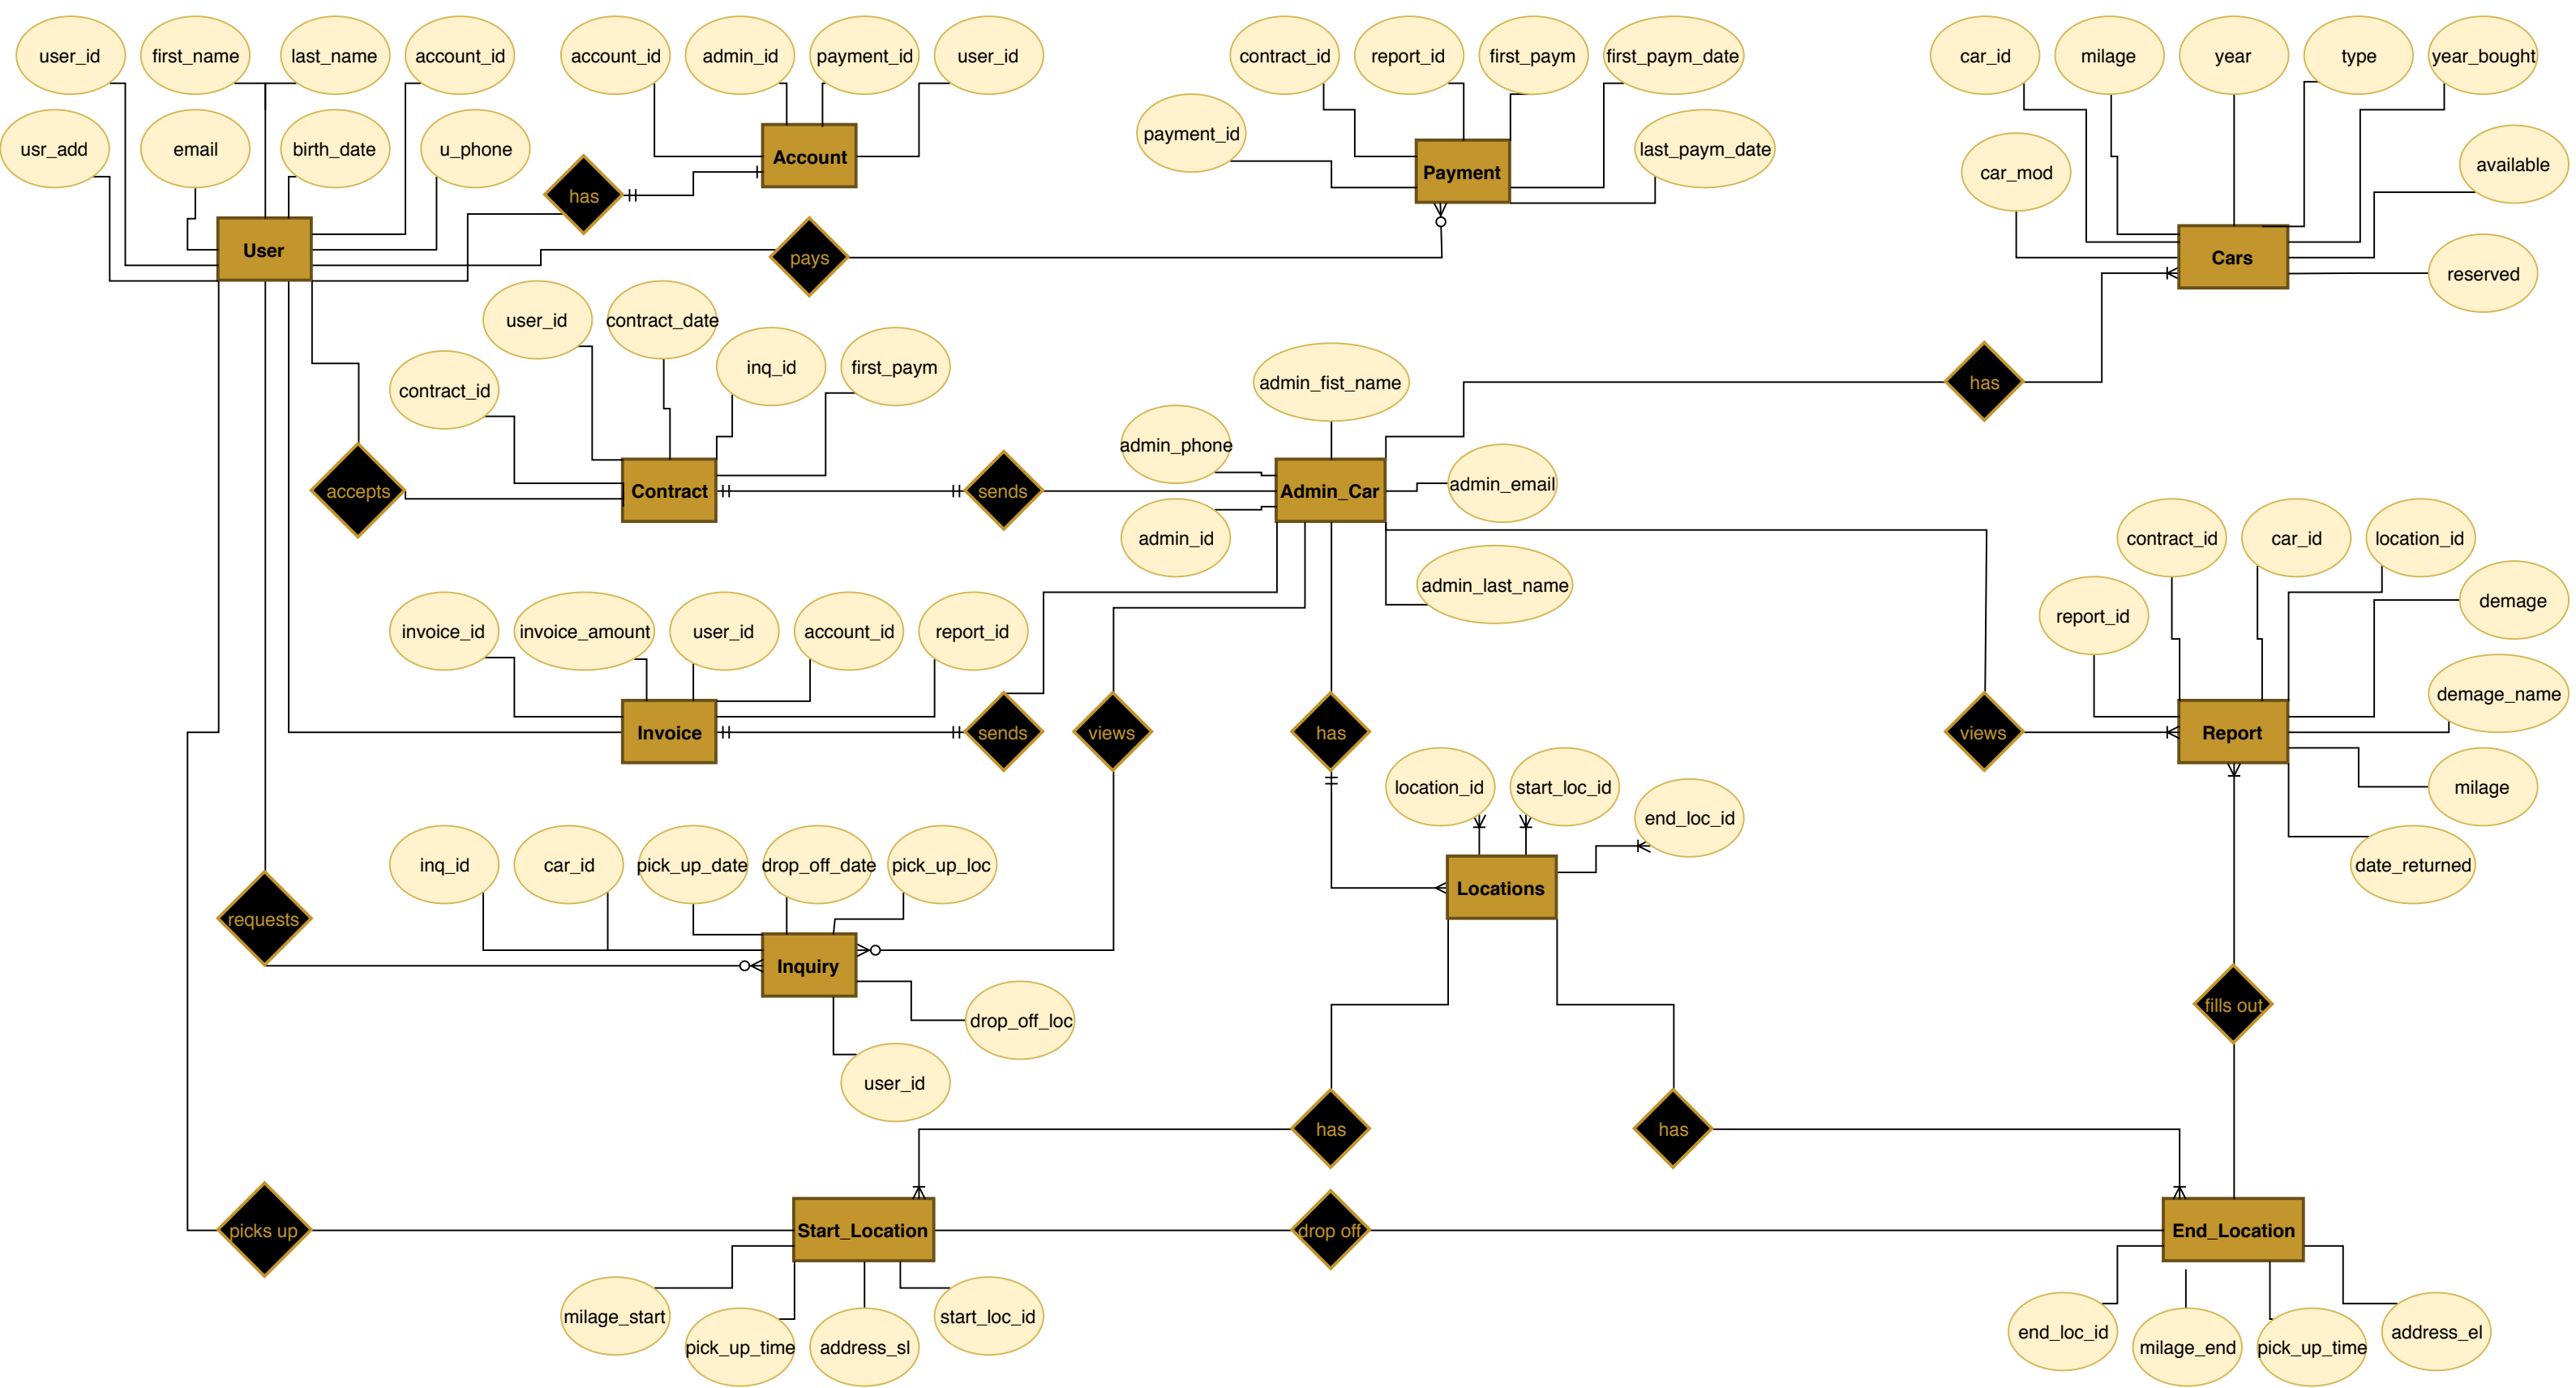 user_id
first_name
last_name
account_id
account_id
admin_id
payment_id
user_id
contract_id
report_id
first_paym
first_paym_date
car_id
milage
year
type
year_bought
usr_add
email
birth_date
u_phone
payment_id
last_paym_date
car_mod
available
Account
Payment
has
User
pays
Cars
reserved
user_id
contract_date
inq_id
first_paym
contract_id
admin_fist_name
has
admin_phone
accepts
Contract
sends
Admin_Car
admin_email
admin_id
admin_last_name
contract_id
car_id
location_id
report_id
demage
invoice_id
invoice_amount
user_id
account_id
report_id
demage_name
Invoice
sends
views
has
views
Report
location_id
start_loc_id
end_loc_id
milage
inq_id
car_id
pick_up_date
drop_off_date
pick_up_loc
Locations
date_returned
requests
Inquiry
drop_off_loc
fills out
user_id
has
has
picks up
Start_Location
drop off
End_Location
milage_start
pick_up_time
address_sl
start_loc_id
end_loc_id
milage_end
pick_up_time
address_el